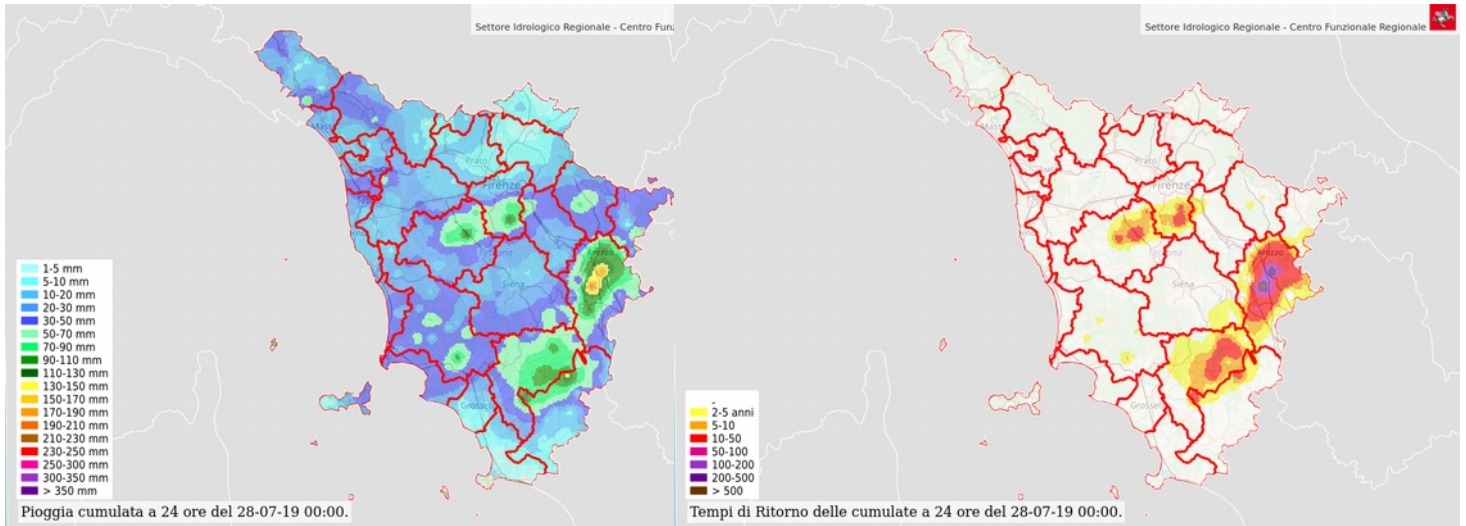 Settore Idrologico Regionale - Centro Fun
Massa
Prato
Firenze
Arezzo
Siena
Grosseto
1-5 mm
5-10 mm
10-20 mm
20-30 mm
30-50 mm
50-70 mm
70-90 mm
90-110 mm
110-130 mm
130-150 mm
150-170 mm
170-190 mm
190-210 mm
210-230 mm
230-250 mm
250-300 mm
300-350 mm
> 350 mm
Pioggia cumulata a 24 ore del 28-07-19 00:00.
Settore Idrologico Regionale - Centro Funzionale Regionale
Prato
Firenze
Arezzo
Siena
Grosseto
-
2-5 anni
5-10
10-50
50-100
100-200
200-500
> 500
Tempi di Ritorno delle cumulate a 24 ore del 28-07-19 00:00.